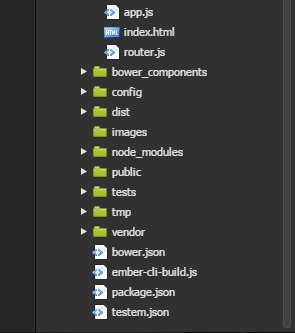 app.js
index.html
router.js
bower_components
config
dist
images
node_modules
public
tests
tmp
vendor
bower.json
ember-cli-build.js
package.json
testem.json